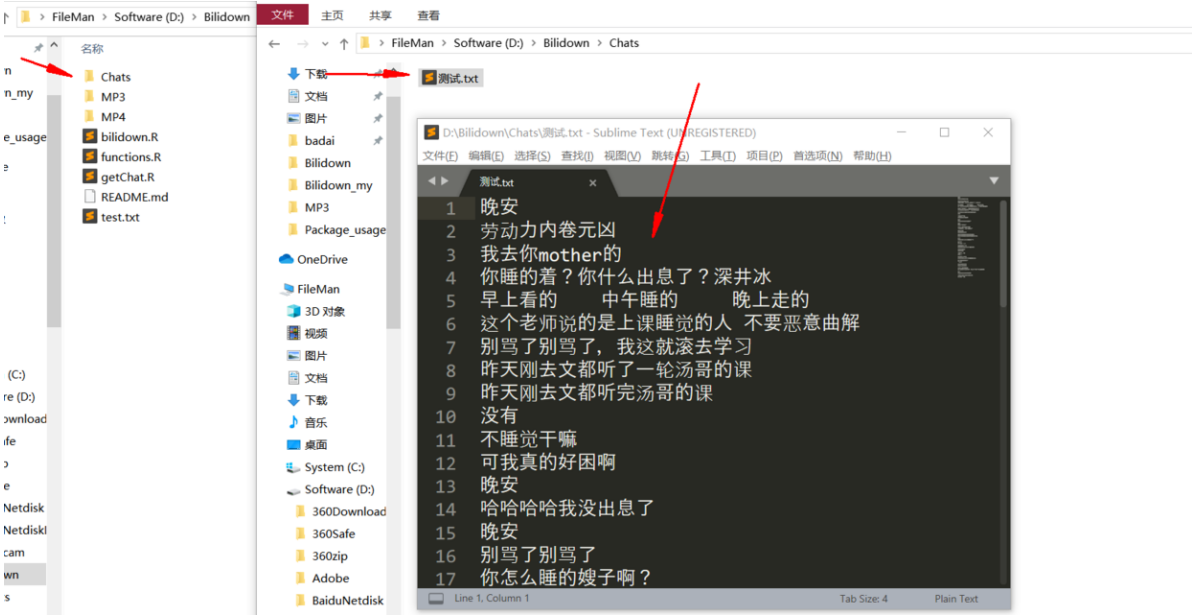 FileMan > Software (D:) > Bilidown
名称
Chats
MP3
MP4
bilidown.R
functions.R
getChat.R
README.md
test.txt
n_my
e_usage
(C:)
re (D:)
ownload
afe
Netdisk
Netdisk
cam
wn
文件 主页 共享 查看
FileMan > Software (D:) > Bilidown > Chats
下载
文档
图片
badai
Bilidown
Bilidown_my
MP3
Package_usage
OneDrive
FileMan
3D 对象
视频
图片
文档
下载
音乐
桌面
System (C:)
Software (D:)
360Download
360Safe
360zip
Adobe
BaiduNetdisk
测试.txt
D:\Bilidown\Chats\测试.txt - Sublime Text (UNREGISTERED)
文件(F) 编辑(E) 选择(S) 查找(I) 视图(V) 跳转(G) 工具(T) 项目(P) 首选项(N) 帮助(H)
测试.txt
1 晚安
2 劳动力内卷元凶
3 我去你mother的
4 你睡的着？你什么出息了？深井冰
5 早上看的 中午睡的 晚上走的
6 这个老师说的是上课睡觉的人 不要恶意曲解
7 别骂了别骂了，我这就滚去学习
8 昨天刚去文都听了一轮汤哥的课
9 昨天刚去文都听完汤哥的课
10 没有
11 不睡觉干嘛
12 可我真的好困啊
13 晚安
14 哈哈哈哈我没出息了
15 晚安
16 别骂了别骂了
17 你怎么睡的嫂子啊？
Line 1, Column 1 Tab Size: 4 Plain Text